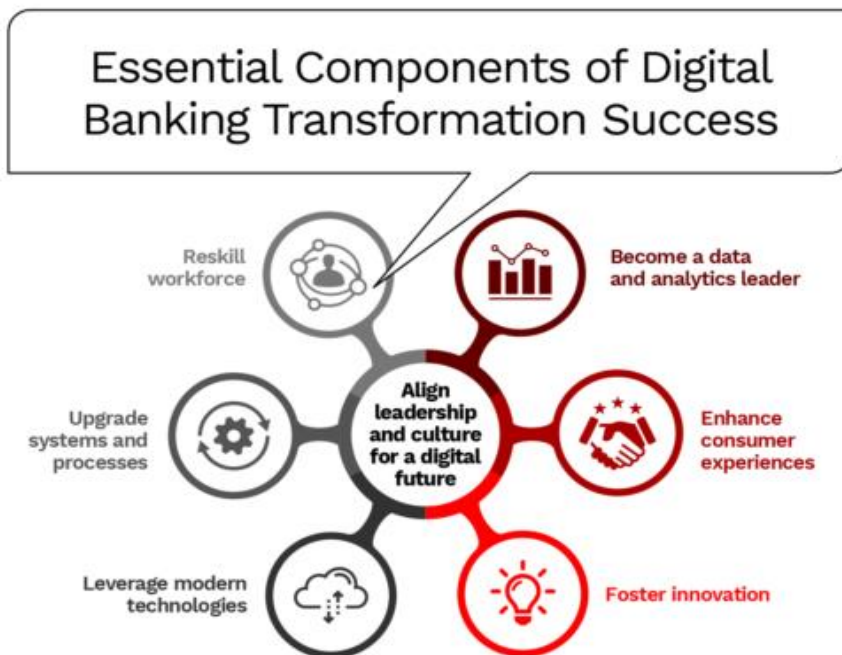 Essential Components of Digital
Banking Transformation Success
Reskill
workforce
Become a data
and analytics leader
Align
leadership
and culture
for a digital
future
Upgrade
systems and
processes
Enhance
consumer
experiences
Leverage modern
technologies
Foster innovation